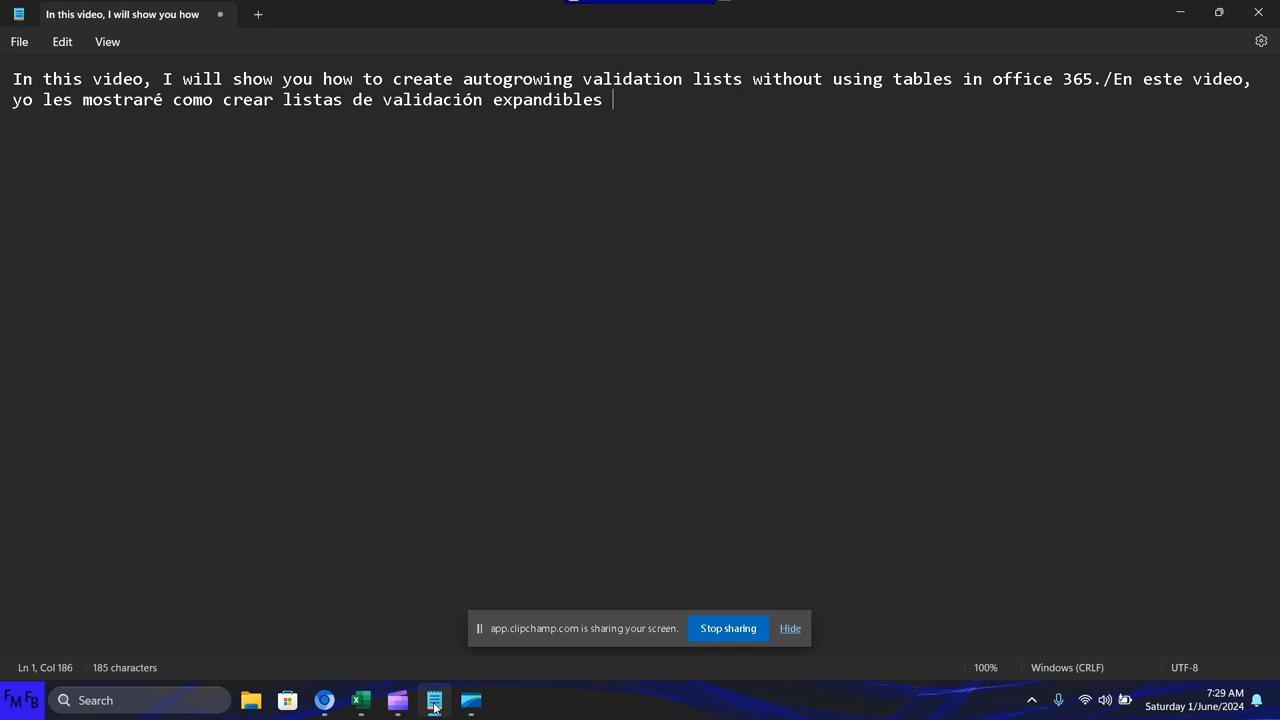 In this video, I will show you how
File
Edit
View
In this video, I will show you how to create autogrowing validation lists without using tables in office 365./En este video,
yo les mostraré como crear listas de validación expandibles
app.clipchamp.com is sharing your screen.
Stop sharing
Hide
Ln 1, Col 186
185 characters
100%
Windows (CRLF)
UTF-8
FM FB
Search
7:29 AM
Saturday 1/June/2024